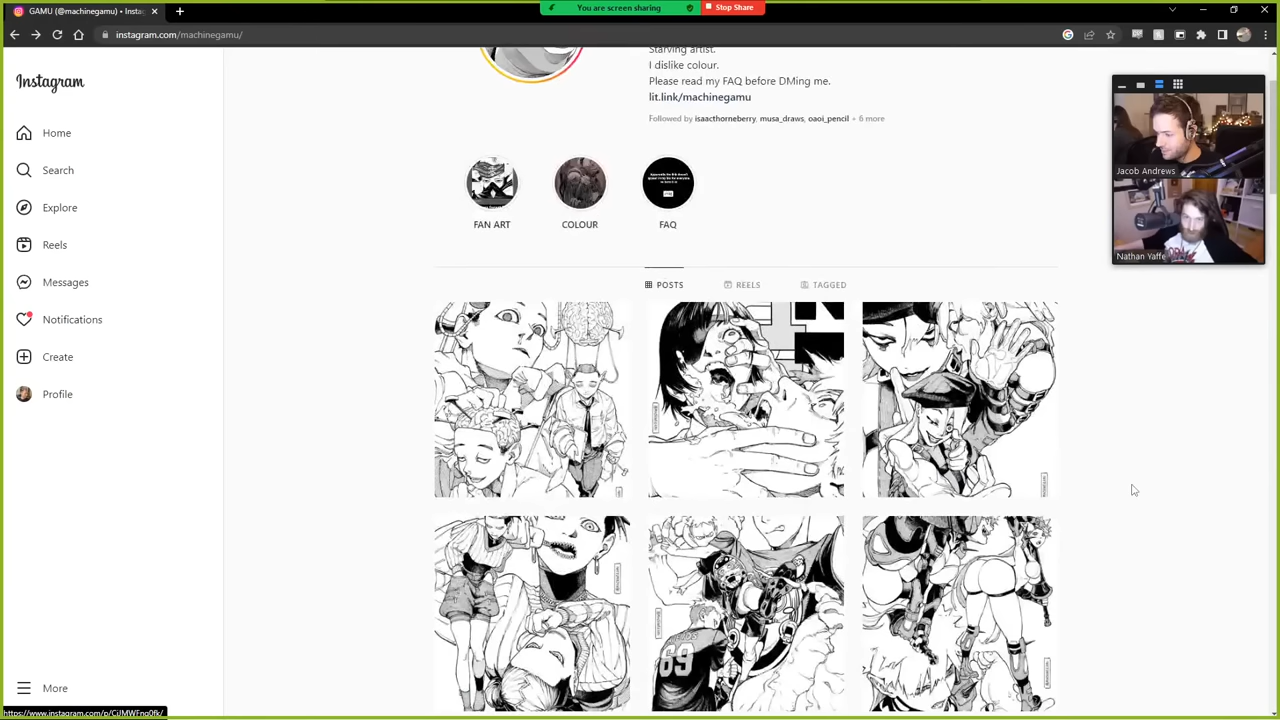 GAMU (@machinegamu) • Insta
You are screen sharing
Stop Share
instagram.com/machinegamu/
Instagram
Home
Search
Explore
Reels
Messages
Notifications
Create
Profile
More
Starving artist.
I dislike colour.
Please read my FAQ before DMing me.
lit.link/machinegamu
Followed by isaacthorneberry, musa_draws, oaoi_pencil + 6 more
FAN ART
COLOUR
FAQ
POSTS
REELS
TAGGED
69
Jacob Andrews
Nathan Yaffe